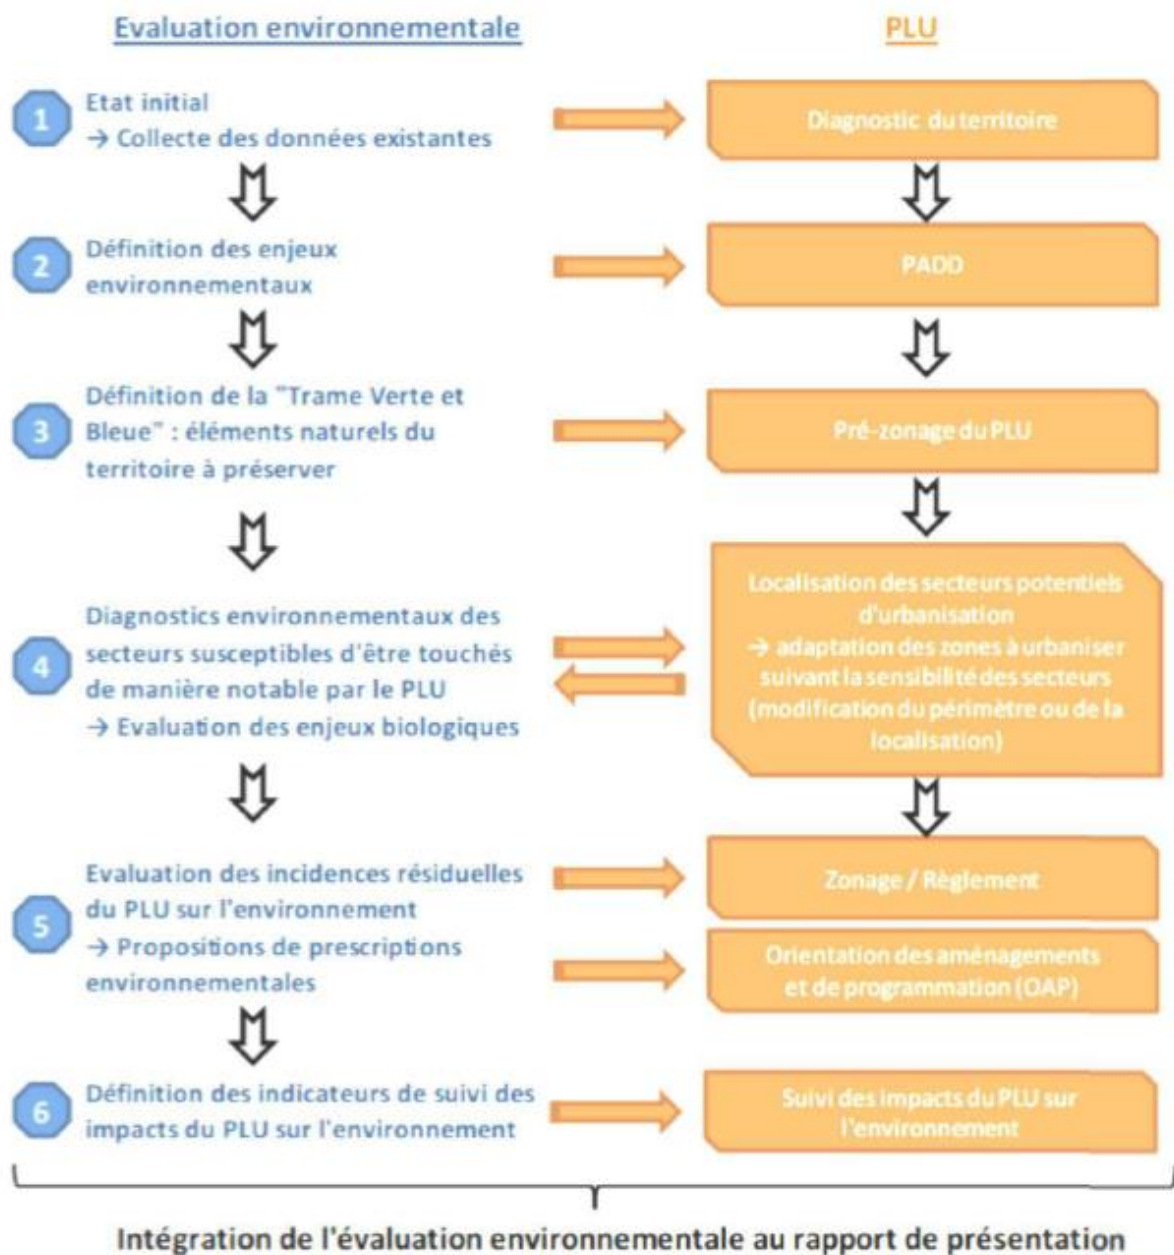 Evaluation environnementale
PLU
1
Etat initial
→ Collecte des données existantes
Diagnostic du territoire
2
Définition des enjeux
environnementaux
PADD
3
Définition de la "Trame Verte et
Bleue" : éléments naturels du
territoire à préserver
Pré-zonage du PLU
4
Diagnostics environnementaux des
secteurs susceptibles d'être touchés
de manière notable par le PLU
→ Evaluation des enjeux biologiques
Localisation des secteurs potentiels
d'urbanisation
→ adaptation des zones à urbaniser
suivant la sensibilité des secteurs
(modification du périmètre ou de la
localisation)
5
Evaluation des incidences résiduelles
du PLU sur l'environnement
→ Propositions de prescriptions
environnementales
Zonage / Règlement
Orientation des aménagements
et de programmation (OAP)
6
Définition des indicateurs de suivi des
impacts du PLU sur l'environnement
Suivi des impacts du PLU sur
l'environnement
Intégration de l'évaluation environnementale au rapport de présentation